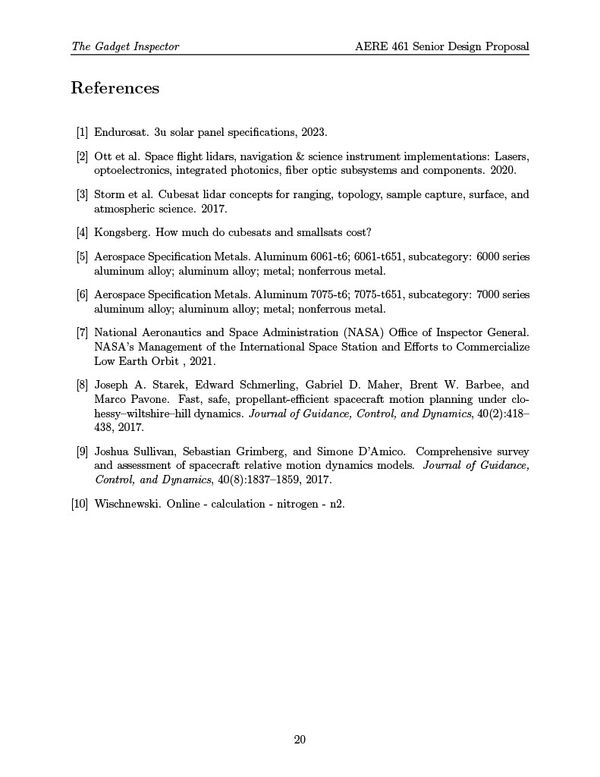 The Gadget Inspector AERE 461 Senior Design Proposal
References
[1] Endurosat. 3u solar panel specifications, 2023.
[2] Ott et al. Space flight lidars, navigation & science instrument implementations: Lasers,
optoelectronics, integrated photonics, fiber optic subsystems and components. 2020.
[3] Storm et al. Cubesat lidar concepts for ranging, topology, sample capture, surface, and
atmospheric science. 2017.
[4] Kongsberg. How much do cubesats and smallsats cost?
[5] Aerospace Specification Metals. Aluminum 6061-t6; 6061-t651, subcategory: 6000 series
aluminum alloy; aluminum alloy; metal; nonferrous metal.
[6] Aerospace Specification Metals. Aluminum 7075-t6; 7075-t651, subcategory: 7000 series
aluminum alloy; aluminum alloy; metal; nonferrous metal.
[7] National Aeronautics and Space Administration (NASA) Office of Inspector General.
NASA's Management of the International Space Station and Efforts to Commercialize
Low Earth Orbit , 2021.
[8] Joseph A. Starek, Edward Schmerling, Gabriel D. Maher, Brent W. Barbee, and
Marco Pavone. Fast, safe, propellant-efficient spacecraft motion planning under clo-
hessy–wiltshire–hill dynamics. Journal of Guidance, Control, and Dynamics, 40(2):418–
438, 2017.
[9] Joshua Sullivan, Sebastian Grimberg, and Simone D'Amico. Comprehensive survey
and assessment of spacecraft relative motion dynamics models. Journal of Guidance,
Control, and Dynamics, 40(8):1837–1859, 2017.
[10] Wischnewski. Online - calculation - nitrogen - n2.
20